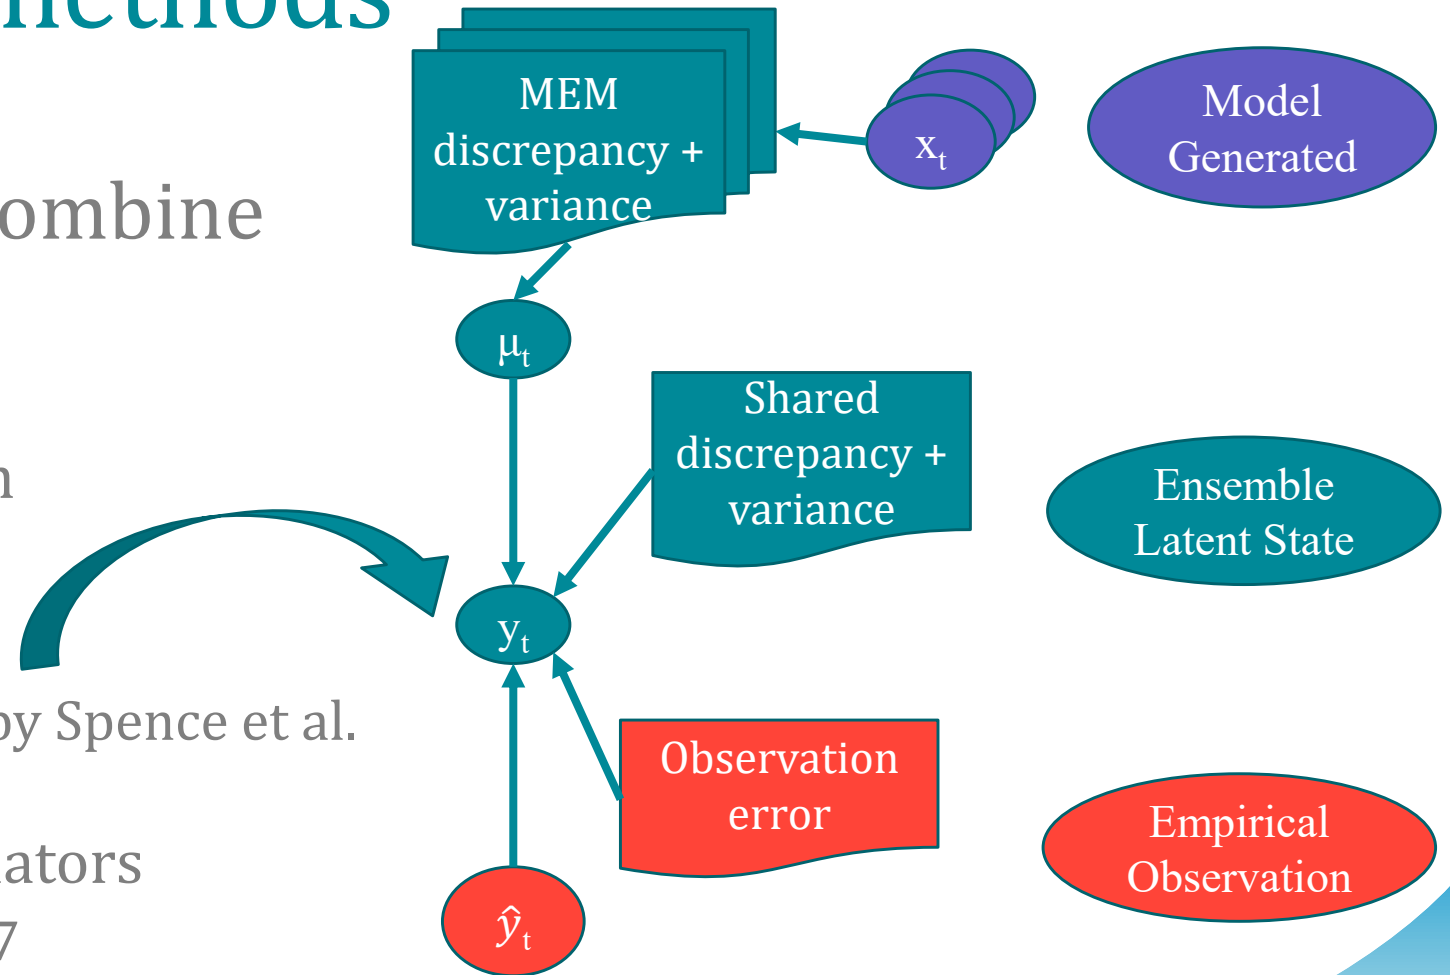 methods
MEM
discrepancy +
variance
xₜ
Model
Generated
ombine
μₜ
Shared
discrepancy +
variance
Ensemble
Latent State
n
yₜ
by Spence et al.
Observation
error
Empirical
Observation
ators
ŷₜ
7